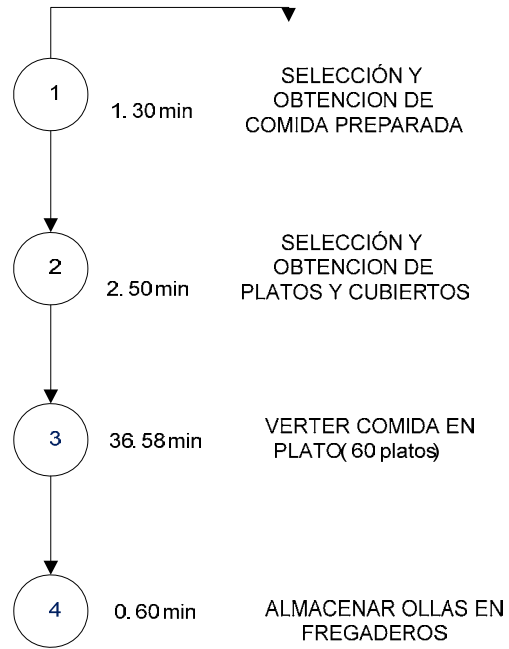 1
1. 30 min
SELECCIÓN Y
OBTENCION DE
COMIDA PREPARADA
2
2. 50 min
SELECCIÓN Y
OBTENCION DE
PLATOS Y CUBIERTOS
3
36. 58 min
VERTER COMIDA EN
PLATO( 60 platos)
4
0. 60 min
ALMACENAR OLLAS EN
FREGADEROS